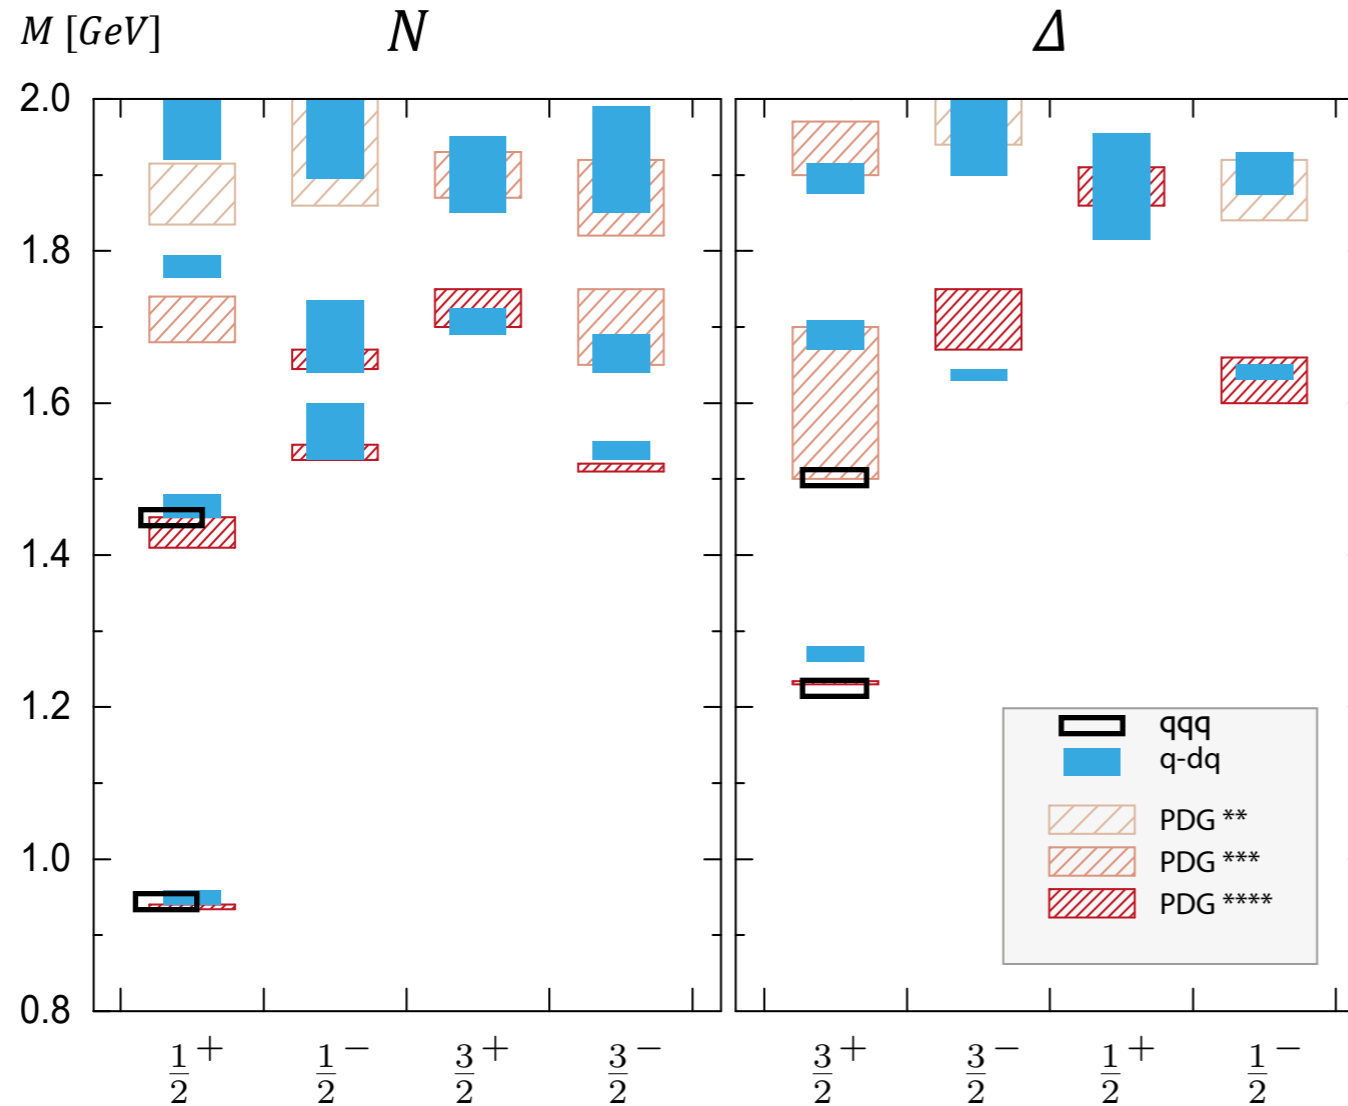 M [GeV] N Δ
2.0
1.8
1.6
1.4
1.2
1.0
0.8
qqq
q-dq
PDG **
PDG ***
PDG ****
1/2+ 1/2− 3/2+ 3/2− 3/2+ 3/2− 1/2+ 1/2−